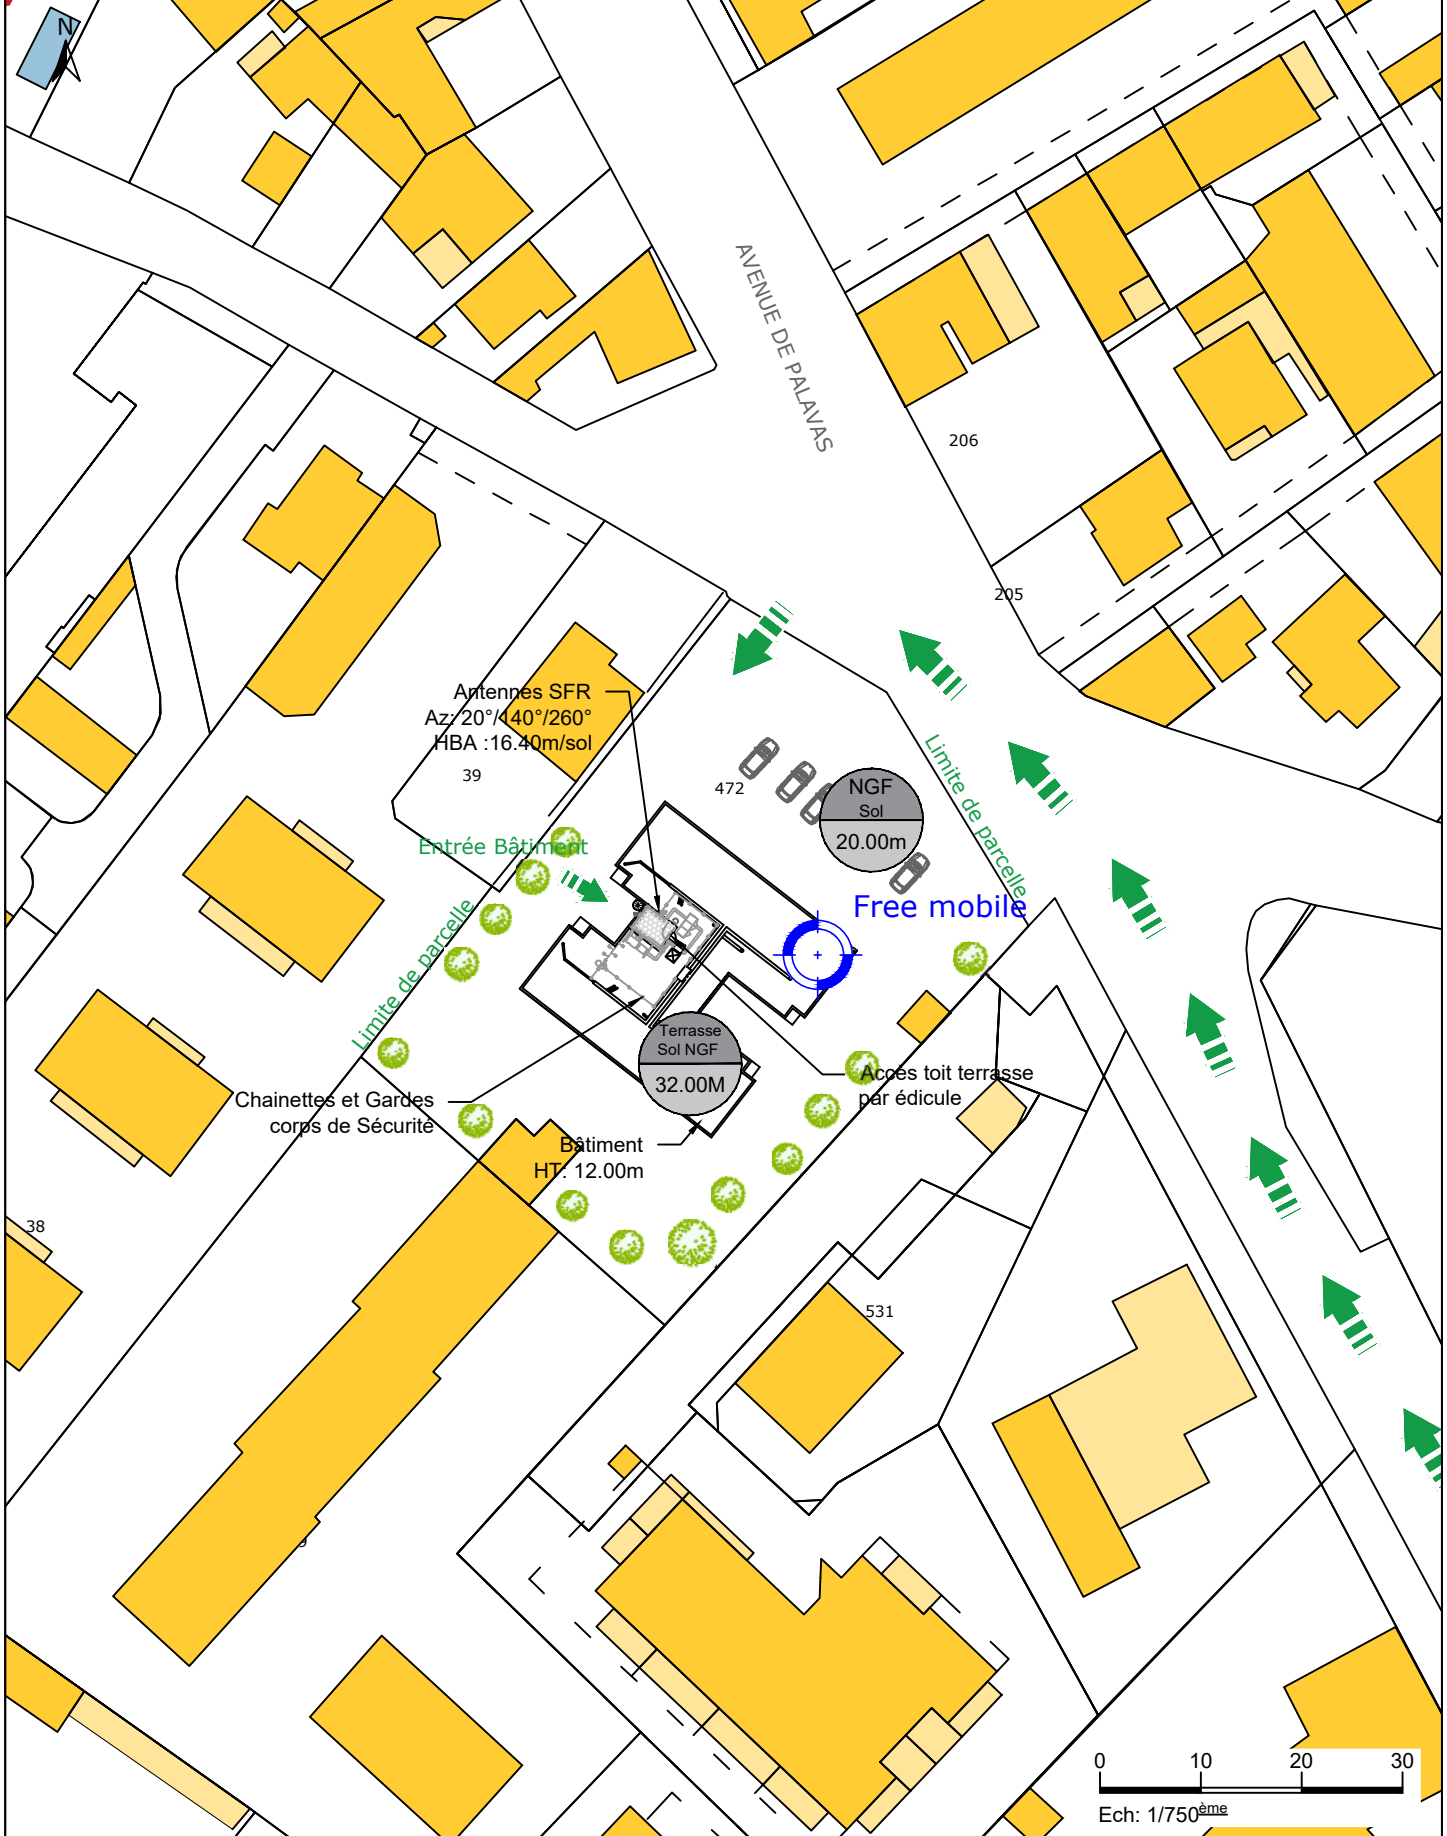 N
AVENUE DE PALAVAS
206
205
Antennes SFR
Az: 20°/140°/260°
HBA :16.40m/sol
39
472
NGF
Sol
20.00m
Limite de parcelle
Entrée Bâtiment
Free mobile
Limite de parcelle
Terrasse
Sol NGF
32.00M
Accès toit terrasse
par édicule
Chainettes et Gardes
corps de Sécurité
Bâtiment
HT: 12.00m
38
531
0 10 20 30
Ech: 1/750ème